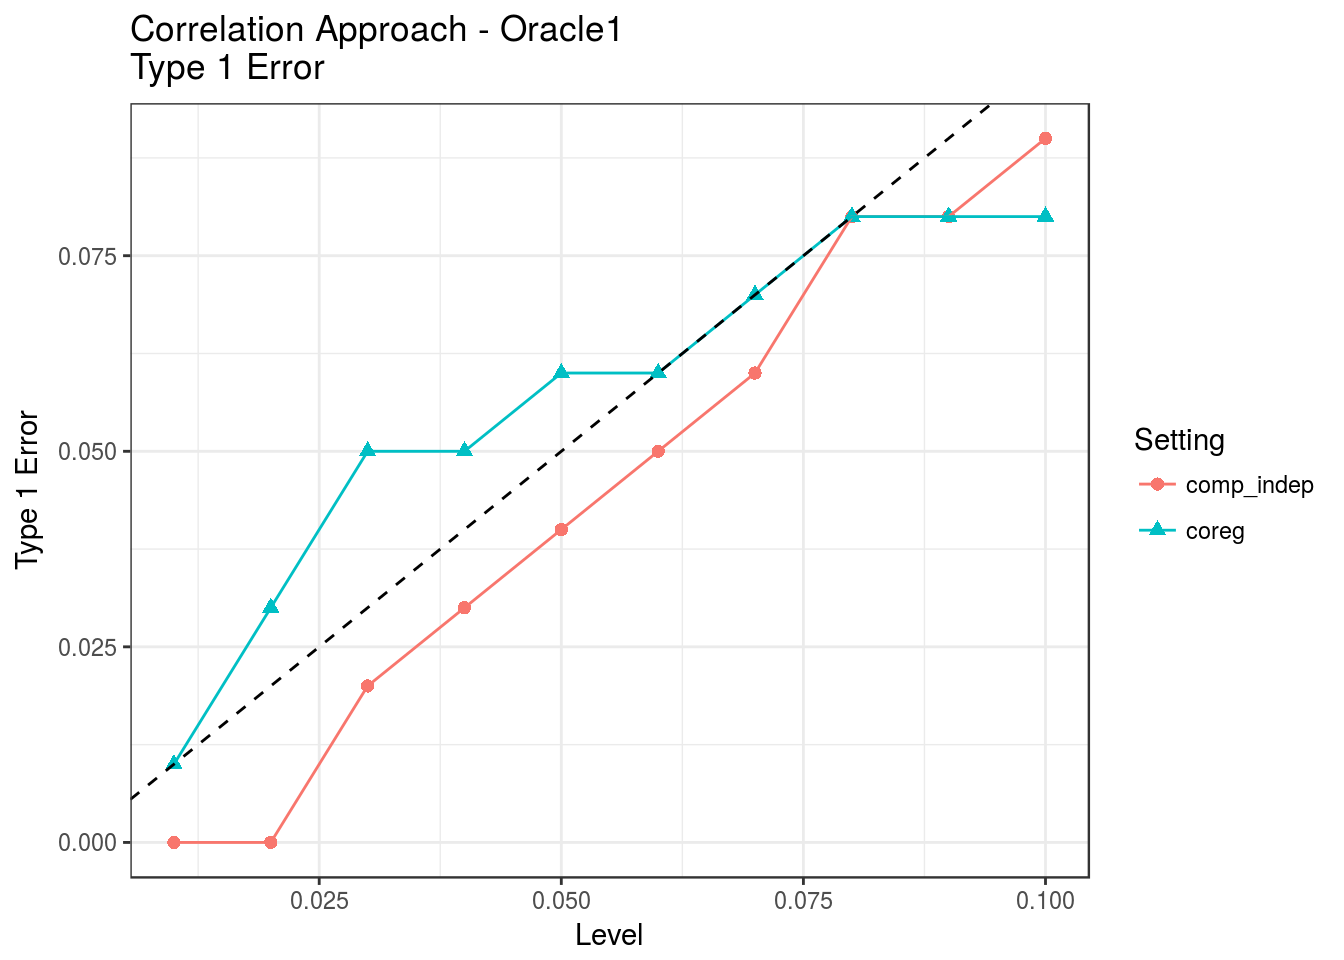 Correlation Approach - Oracle1
Type 1 Error
Type 1 Error
0.075
0.050
0.025
0.000
0.025
0.050
0.075
0.100
Level
Setting
comp_indep
coreg